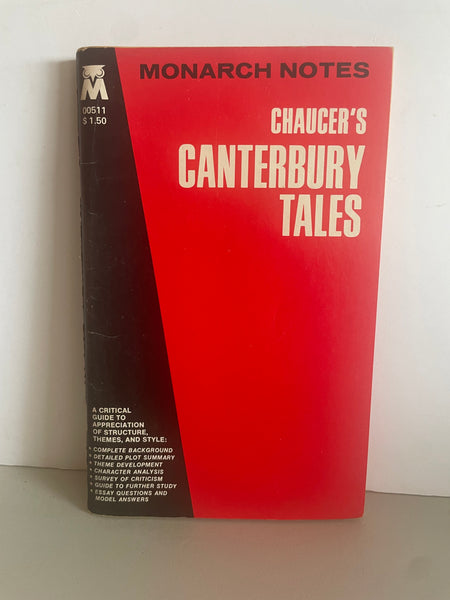 M
00511
$1.50
MONARCH NOTES
CHAUCER'S
CANTERBURY
TALES
A CRITICAL
GUIDE TO
APPRECIATION
OF STRUCTURE,
THEMES, AND STYLE:
* COMPLETE BACKGROUND
* DETAILED PLOT SUMMARY
* THEME DEVELOPMENT
* CHARACTER ANALYSIS
* SURVEY OF CRITICISM
* GUIDE TO FURTHER STUDY
* ESSAY QUESTIONS AND
MODEL ANSWERS